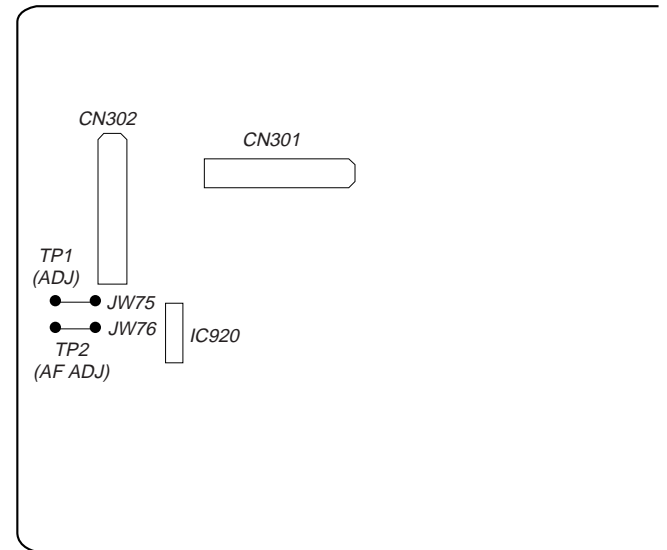 CN302
CN301
TP1
(ADJ)
JW75
JW76
IC920
TP2
(AF ADJ)